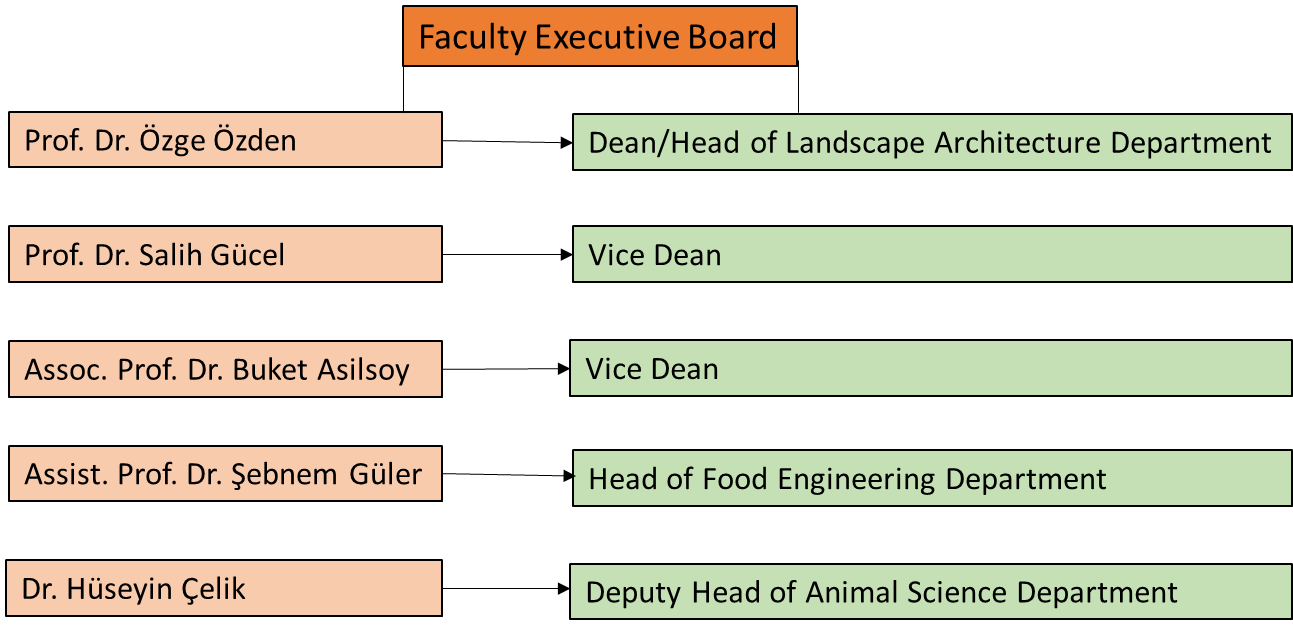 Faculty Executive Board
Prof. Dr. Özge Özden
Dean/Head of Landscape Architecture Department
Prof. Dr. Salih Gücel
Vice Dean
Assoc. Prof. Dr. Buket Asilsoy
Vice Dean
Assist. Prof. Dr. Şebnem Güler
Head of Food Engineering Department
Dr. Hüseyin Çelik
Deputy Head of Animal Science Department